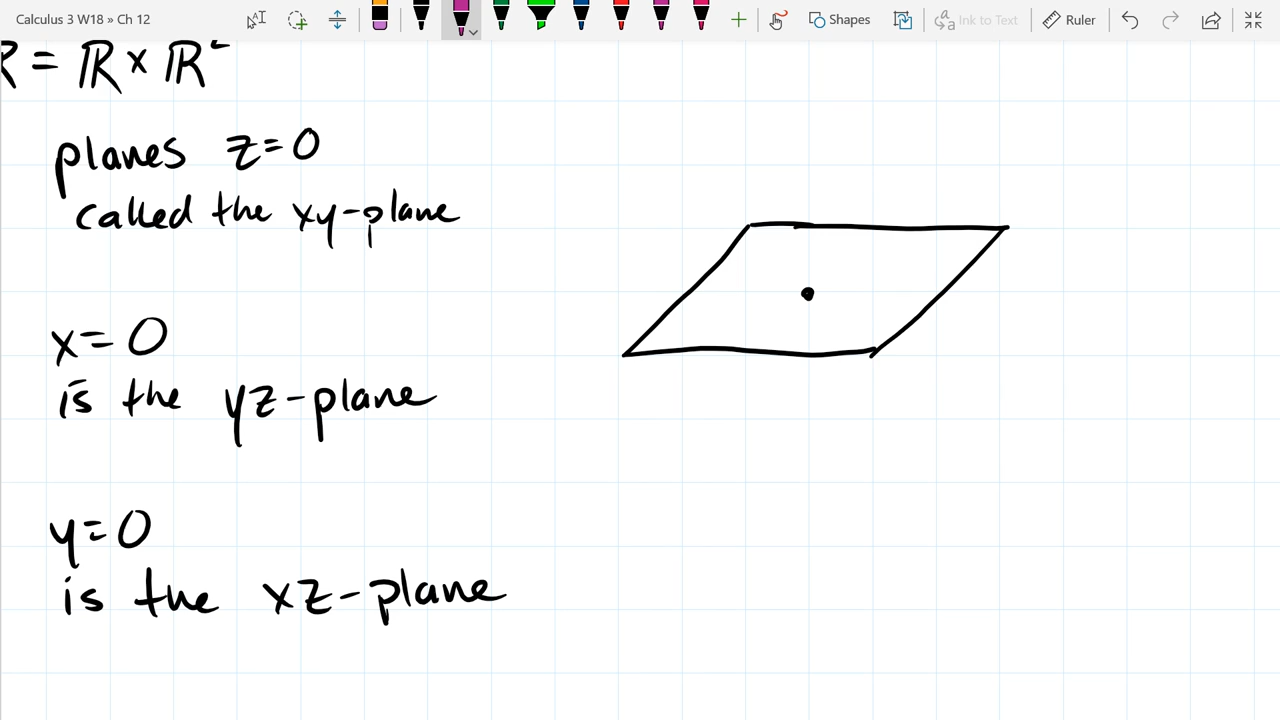 Calculus 3 W18 » Ch 12
Shapes
Ink to Text
Ruler
R = R x R²
planes z=0
called the xy-plane
x=0
is the yz-plane
y=0
is the xz-plane